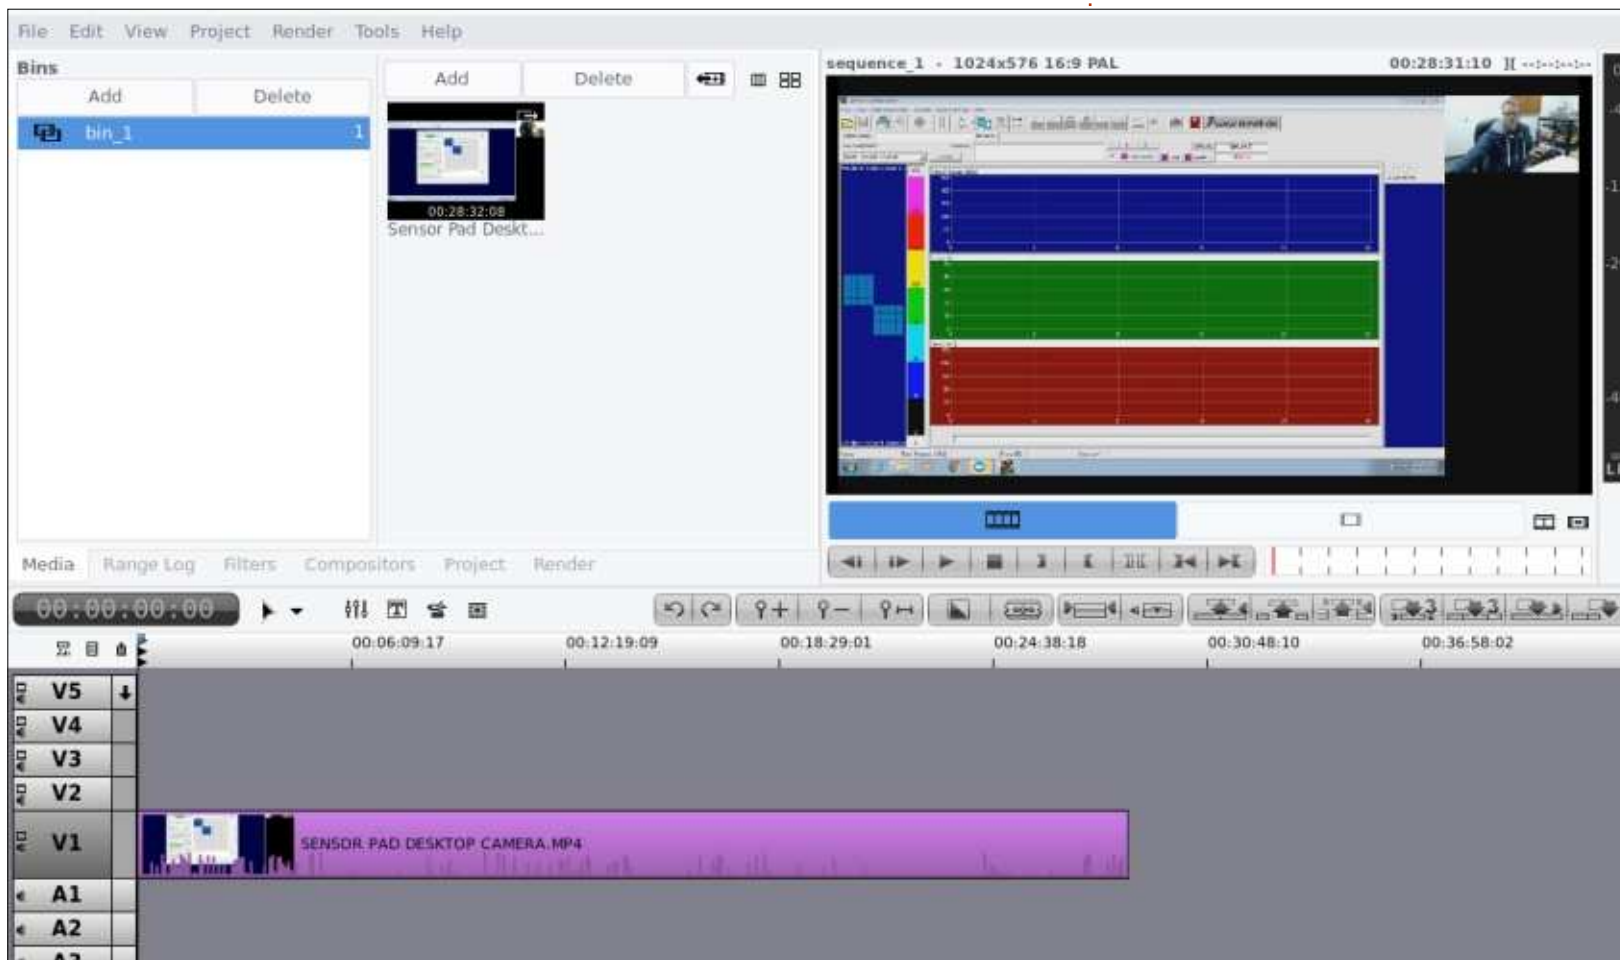 File Edit View Project Render Tools Help
Bins
Add Delete
bin_1 1
Add Delete
00:28:32:08
Sensor Pad Deskt...
sequence_1 - 1024x576 16:9 PAL 00:28:31:10 ][ --:--:--:--
Media Range Log Filters Compositors Project Render
00:00:00:00
00:06:09:17 00:12:19:09 00:18:29:01 00:24:38:18 00:30:48:10 00:36:58:02
V5
V4
V3
V2
V1 SENSOR PAD DESKTOP CAMERA.MP4
A1
A2
A3